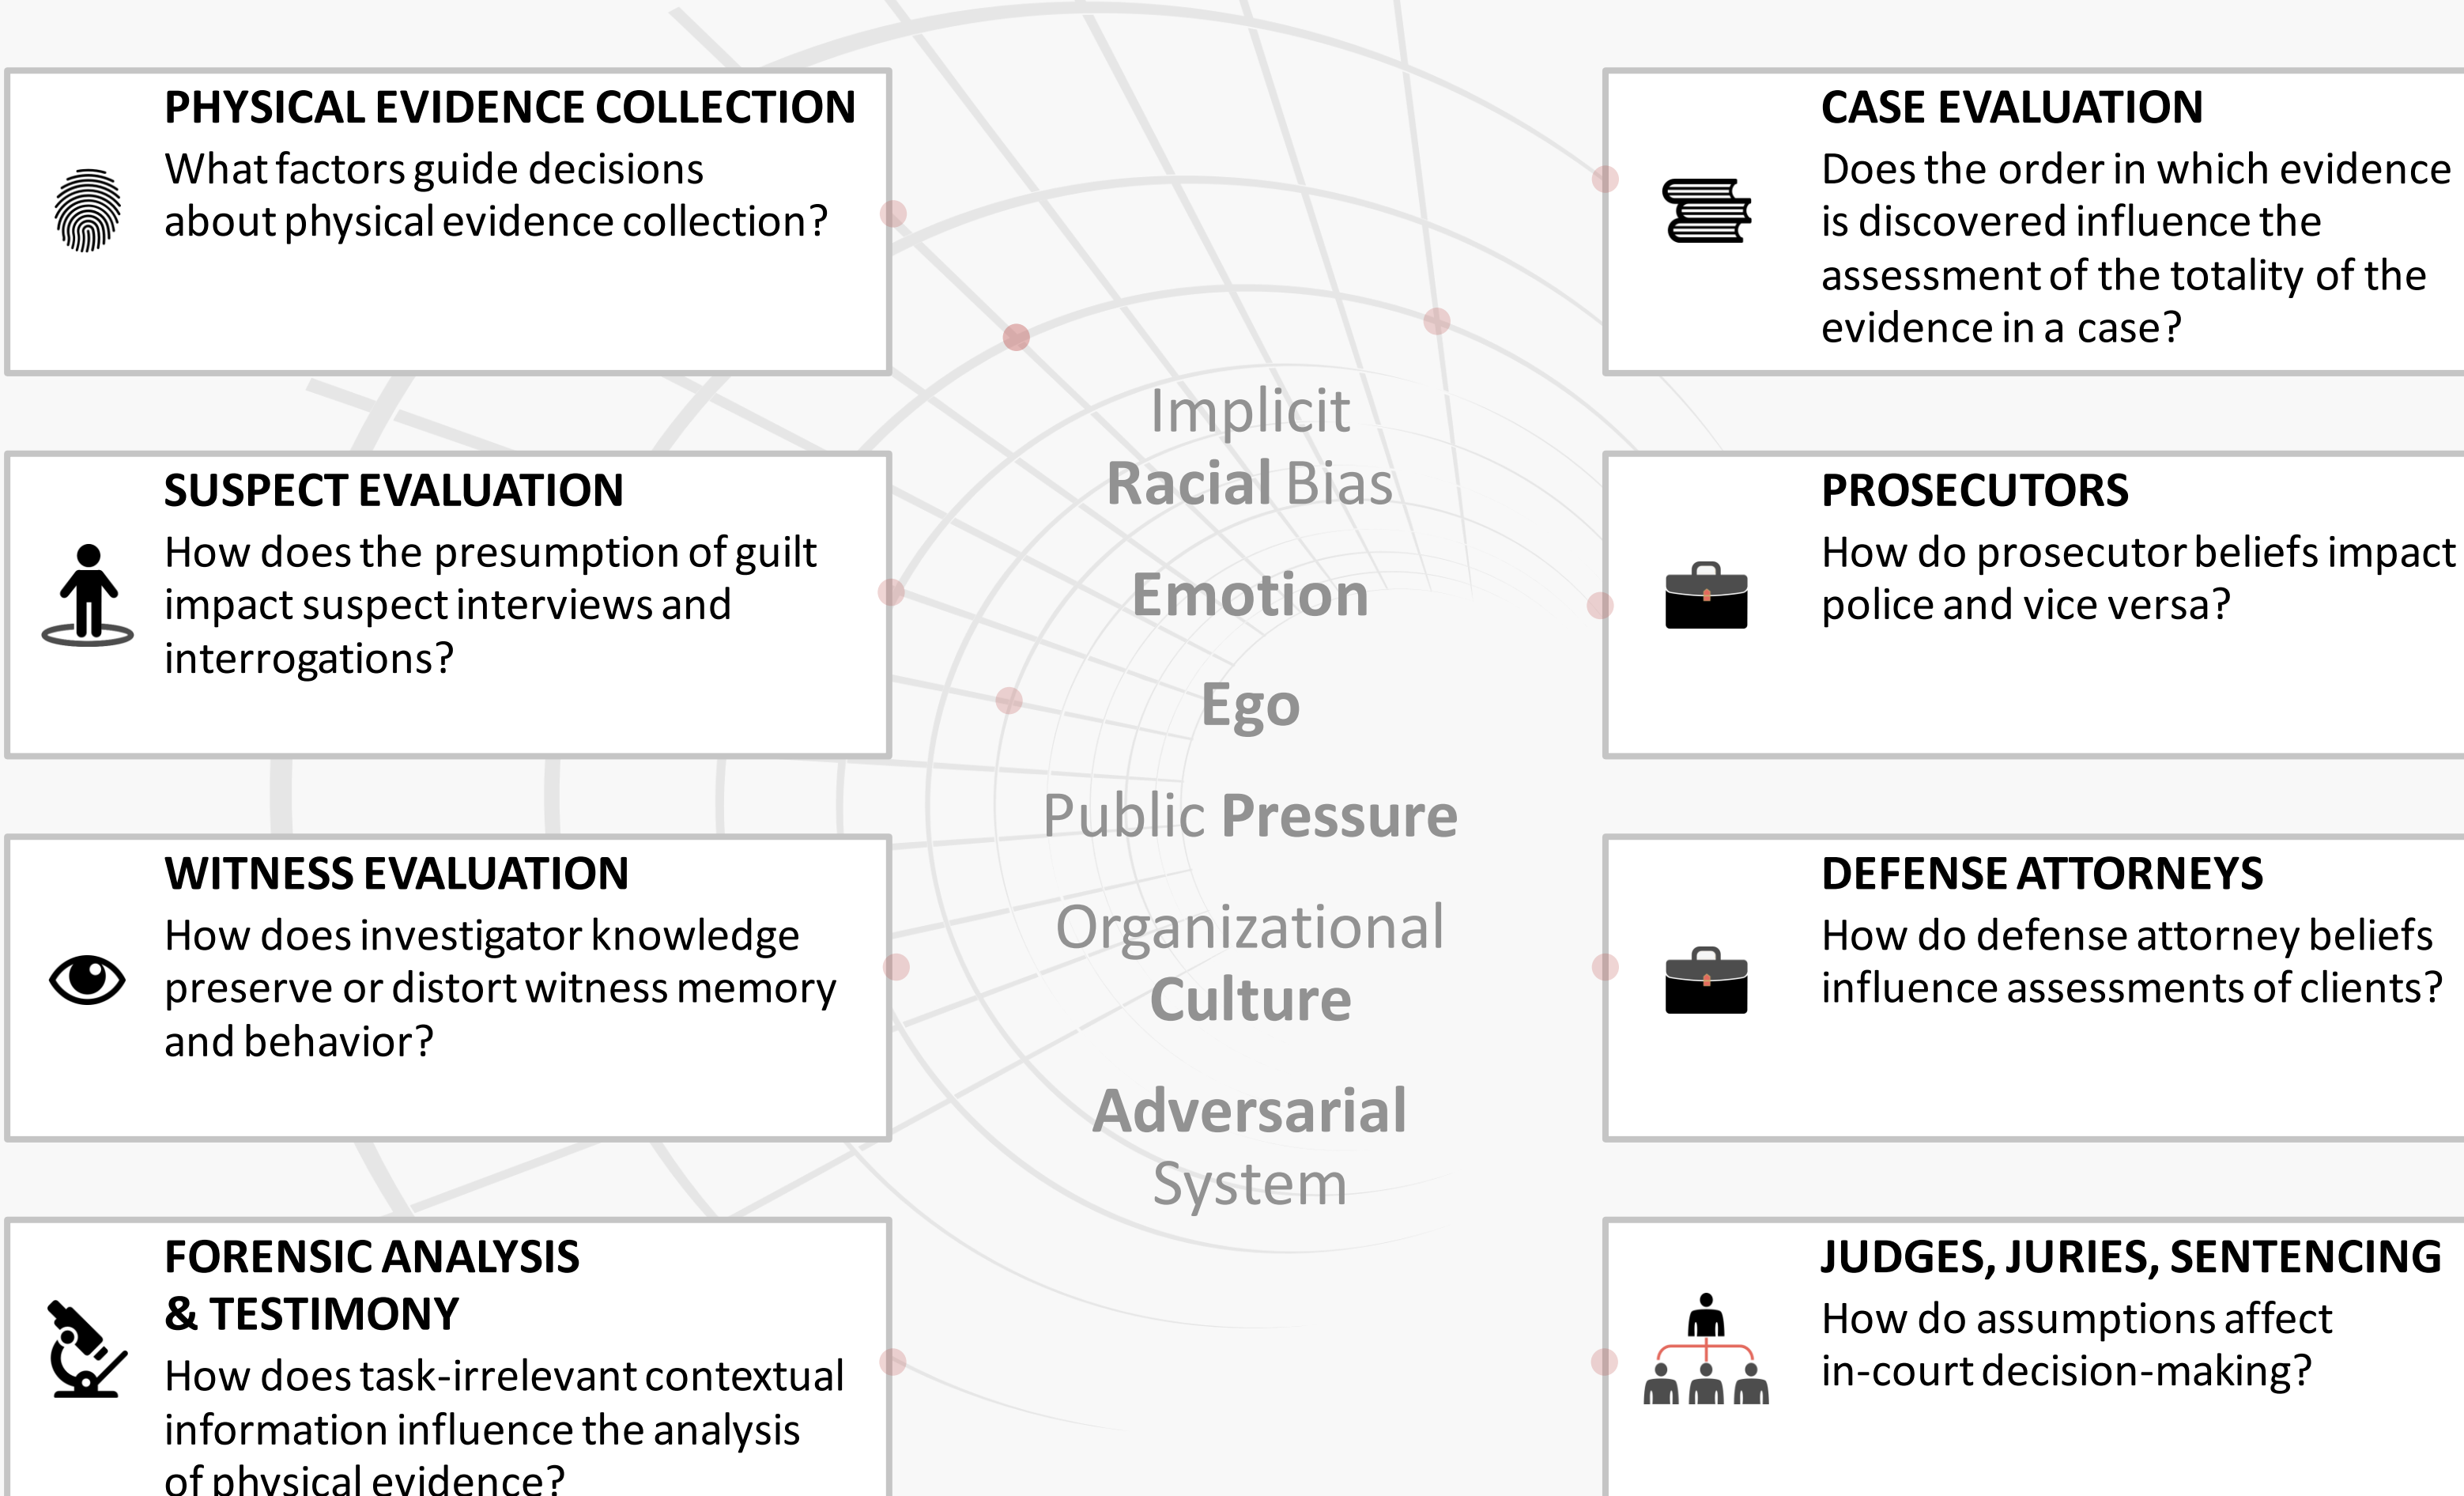 PHYSICAL EVIDENCE COLLECTION
What factors guide decisions
about physical evidence collection?
SUSPECT EVALUATION
How does the presumption of guilt
impact suspect interviews and
interrogations?
WITNESS EVALUATION
How does investigator knowledge
preserve or distort witness memory
and behavior?
FORENSIC ANALYSIS
& TESTIMONY
How does task-irrelevant contextual
information influence the analysis
of physical evidence?
Implicit
Racial Bias
Emotion
Ego
Public Pressure
Organizational
Culture
Adversarial
System
CASE EVALUATION
Does the order in which evidence
is discovered influence the
assessment of the totality of the
evidence in a case?
PROSECUTORS
How do prosecutor beliefs impact
police and vice versa?
DEFENSE ATTORNEYS
How do defense attorney beliefs
influence assessments of clients?
JUDGES, JURIES, SENTENCING
How do assumptions affect
in-court decision-making?